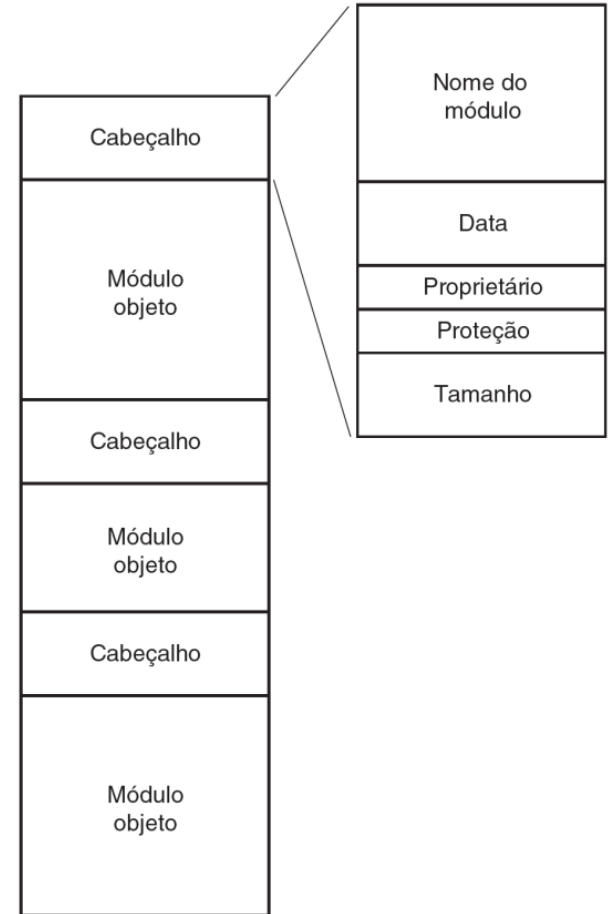 Cabeçalho
Módulo
objeto
Cabeçalho
Módulo
objeto
Cabeçalho
Módulo
objeto
Nome do
módulo
Data
Proprietário
Proteção
Tamanho